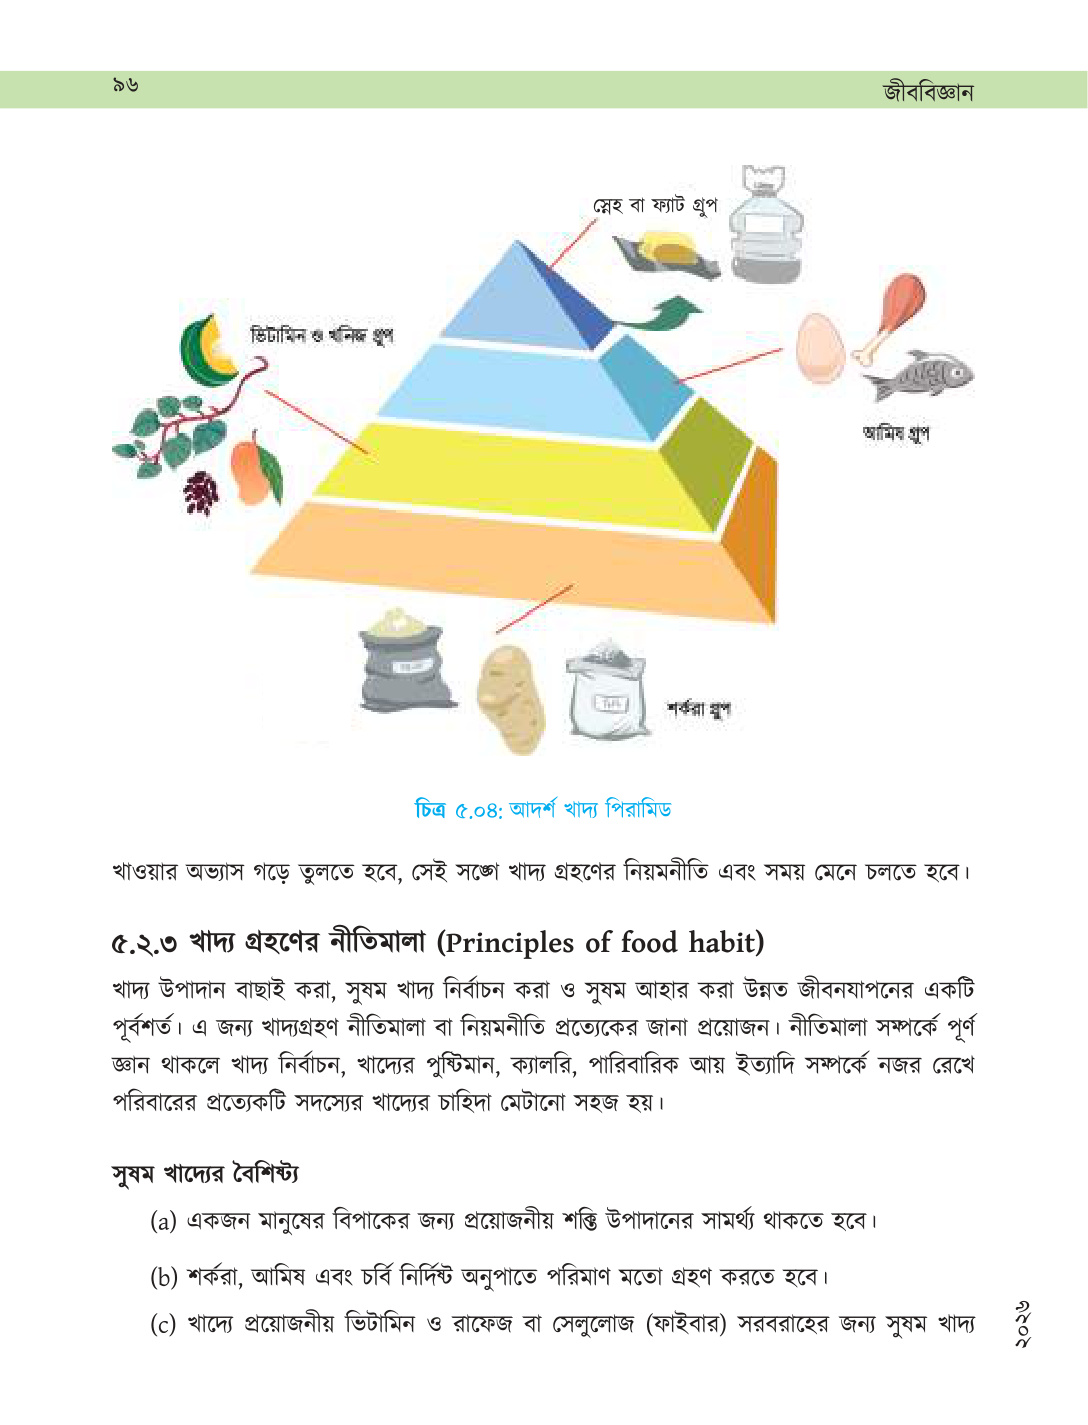 ৯৬
জীববিজ্ঞান
স্নেহ বা ফ্যাট গ্রুপ
ভিটামিন ও খনিজ গ্রুপ
আমিষ গ্রুপ
শর্করা গ্রুপ
চিত্র ৫.০৪: আদর্শ খাদ্য পিরামিড
খাওয়ার অভ্যাস গড়ে তুলতে হবে, সেই সঙ্গে খাদ্য গ্রহণের নিয়মনীতি এবং সময় মেনে চলতে হবে।
৫.২.৩ খাদ্য গ্রহণের নীতিমালা (Principles of food habit)
খাদ্য উপাদান বাছাই করা, সুষম খাদ্য নির্বাচন করা ও সুষম আহার করা উন্নত জীবনযাপনের একটি
পূর্বশর্ত। এ জন্য খাদ্যগ্রহণ নীতিমালা বা নিয়মনীতি প্রত্যেকের জানা প্রয়োজন। নীতিমালা সম্পর্কে পূর্ণ
জ্ঞান থাকলে খাদ্য নির্বাচন, খাদ্যের পুষ্টিমান, ক্যালরি, পারিবারিক আয় ইত্যাদি সম্পর্কে নজর রেখে
পরিবারের প্রত্যেকটি সদস্যের খাদ্যের চাহিদা মেটানো সহজ হয়।
সুষম খাদ্যের বৈশিষ্ট্য
(a) একজন মানুষের বিপাকের জন্য প্রয়োজনীয় শক্তি উপাদানের সামর্থ্য থাকতে হবে।
(b) শর্করা, আমিষ এবং চর্বি নির্দিষ্ট অনুপাতে পরিমাণ মতো গ্রহণ করতে হবে।
(c) খাদ্যে প্রয়োজনীয় ভিটামিন ও রাফেজ বা সেলুলোজ (ফাইবার) সরবরাহের জন্য সুষম খাদ্য
২০২৬